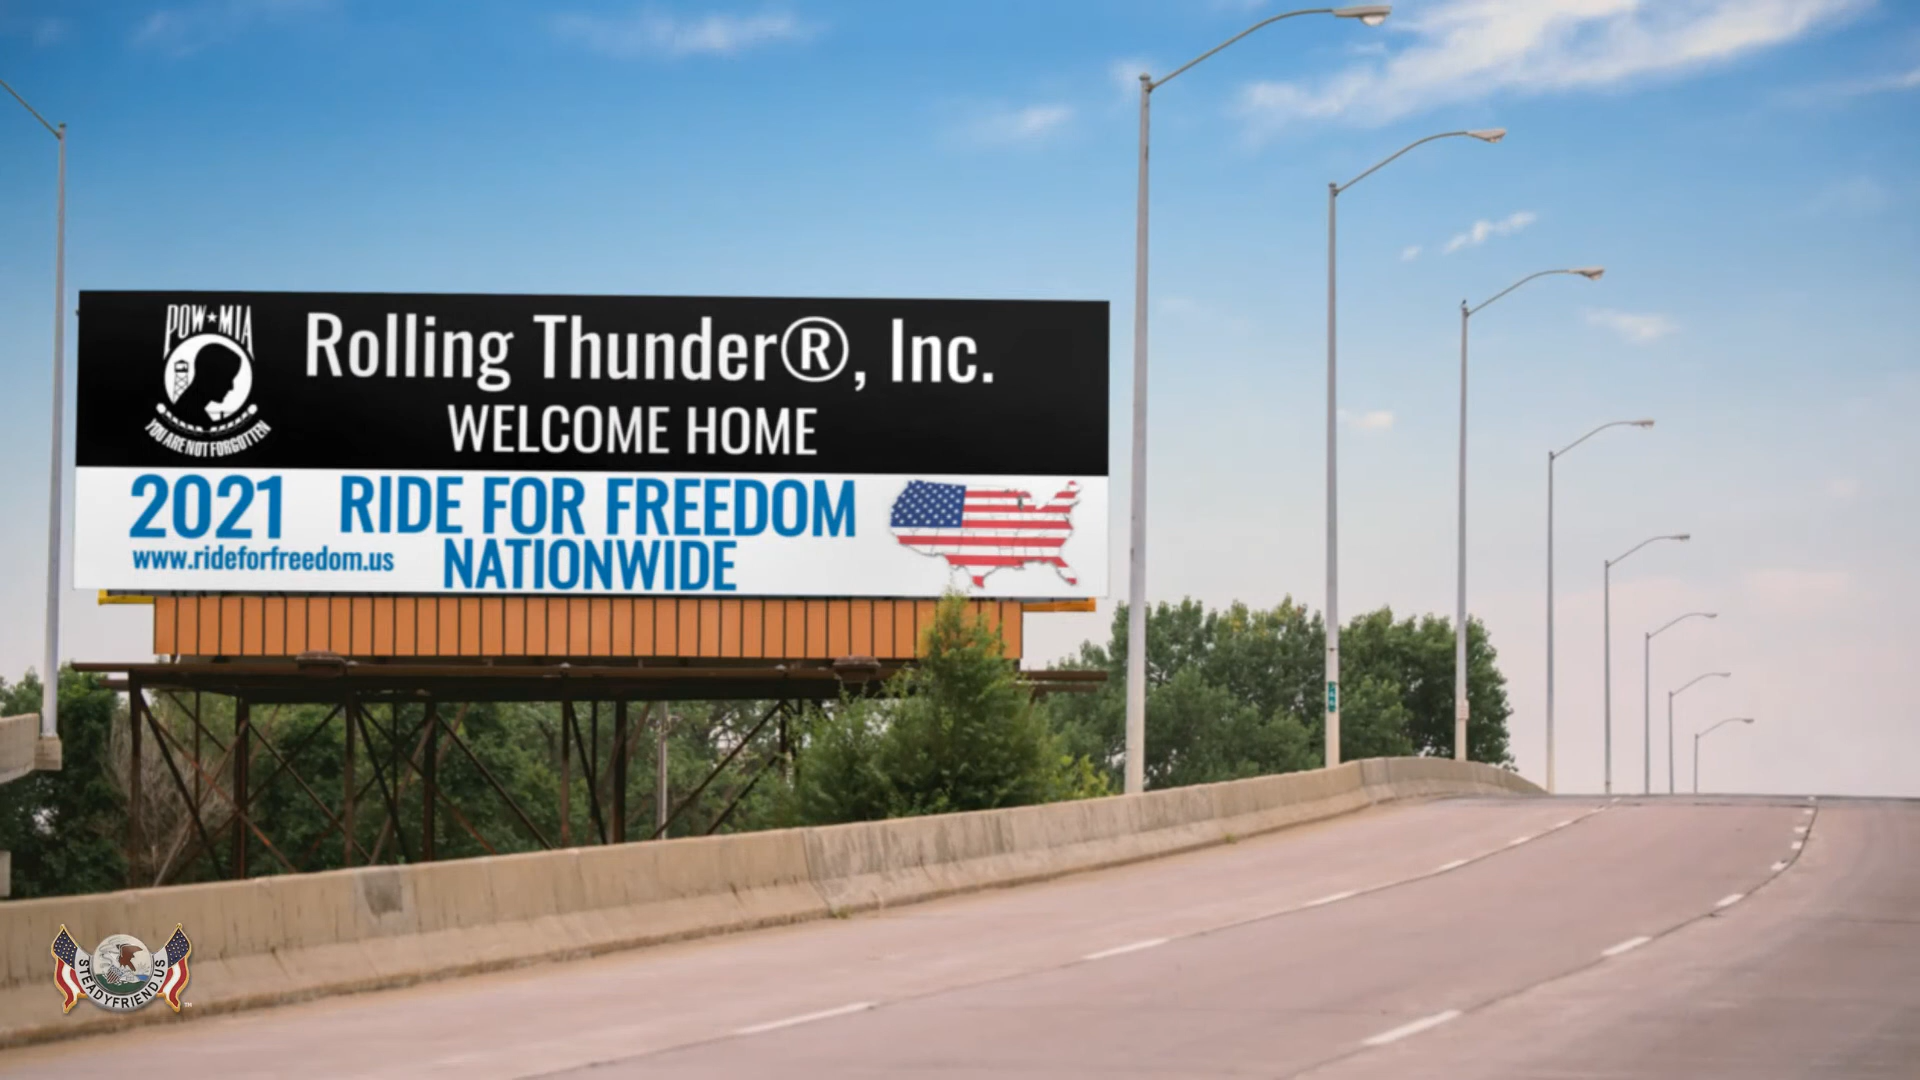 POW★MIA
YOU ARE NOT FORGOTTEN
Rolling Thunder®, Inc.
WELCOME HOME
2021 RIDE FOR FREEDOM
www.rideforfreedom.us NATIONWIDE
STEADYFRIEND.US
TM